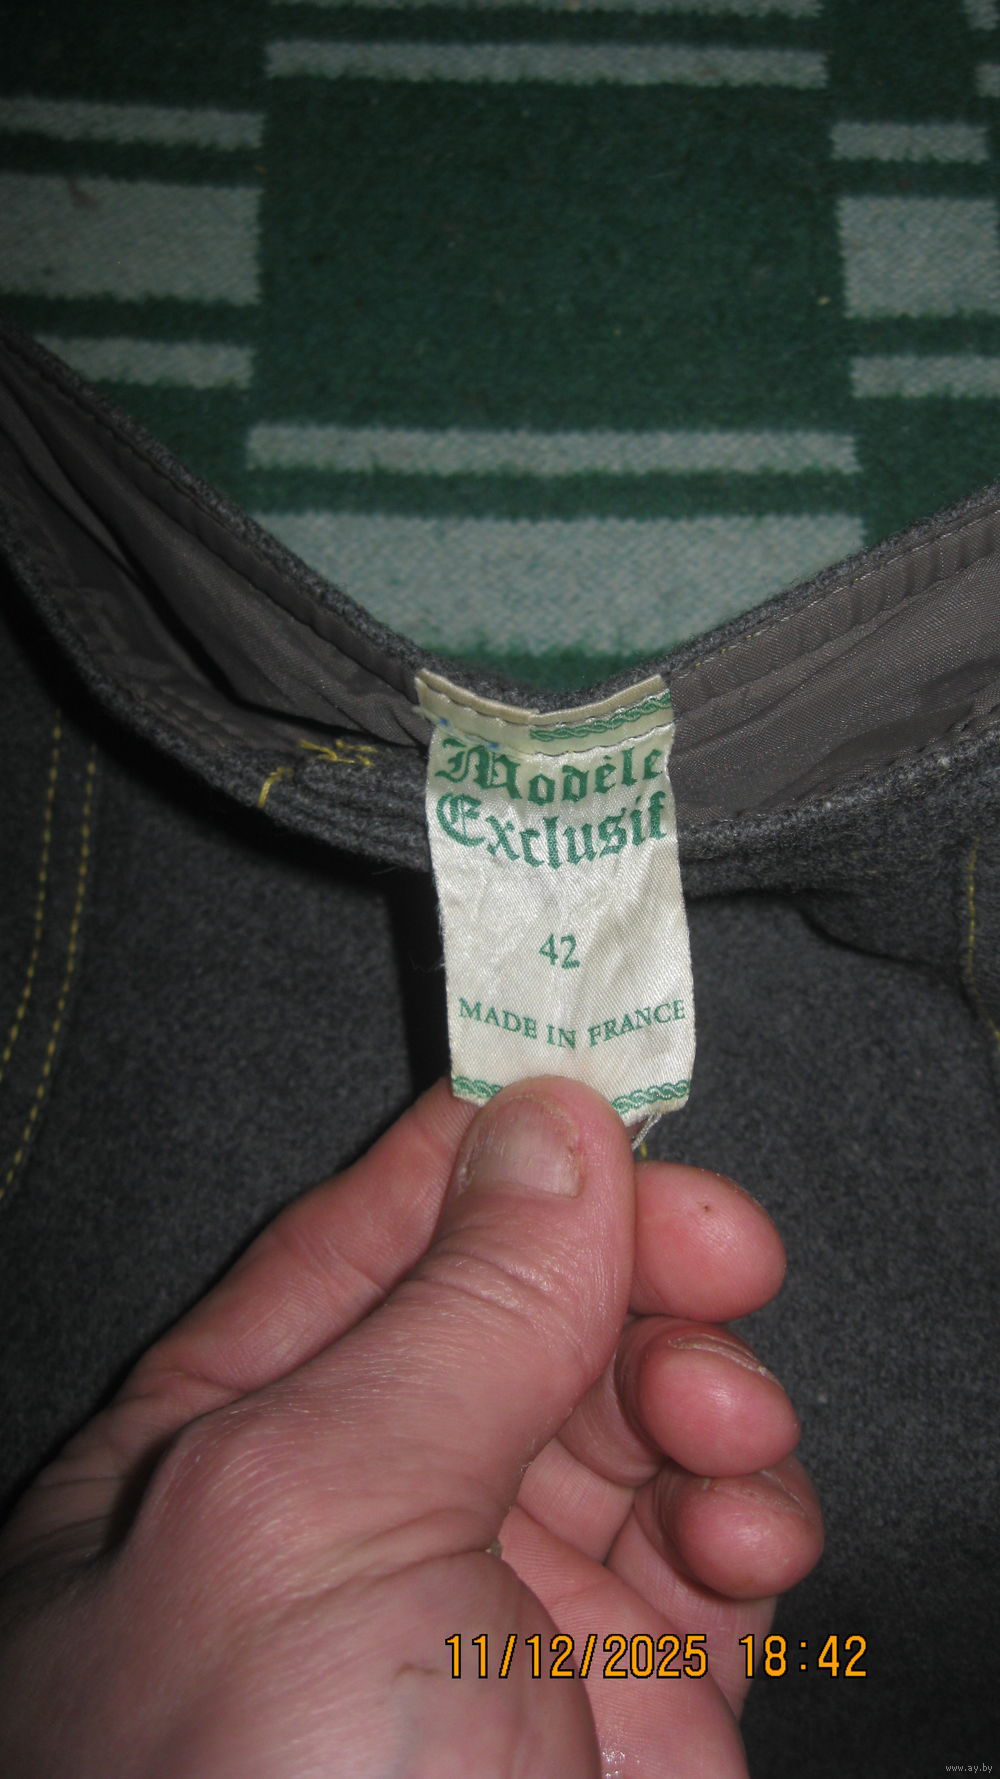 Modèle
Exclusif
42
MADE IN FRANCE
11/12/2025 18:42
www.ay.by